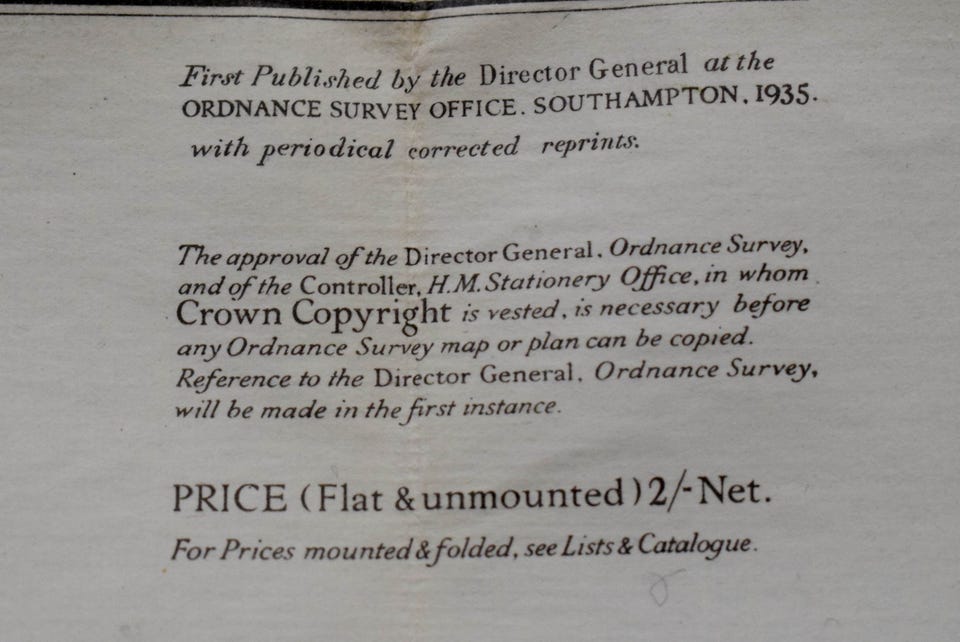 First Published by the Director General at the
ORDNANCE SURVEY OFFICE. SOUTHAMPTON, 1935.
with periodical corrected reprints.
The approval of the Director General, Ordnance Survey,
and of the Controller, H.M. Stationery Office, in whom
Crown Copyright is vested, is necessary before
any Ordnance Survey map or plan can be copied.
Reference to the Director General, Ordnance Survey,
will be made in the first instance.
PRICE (Flat & unmounted) 2/- Net.
For Prices mounted & folded, see Lists & Catalogue.